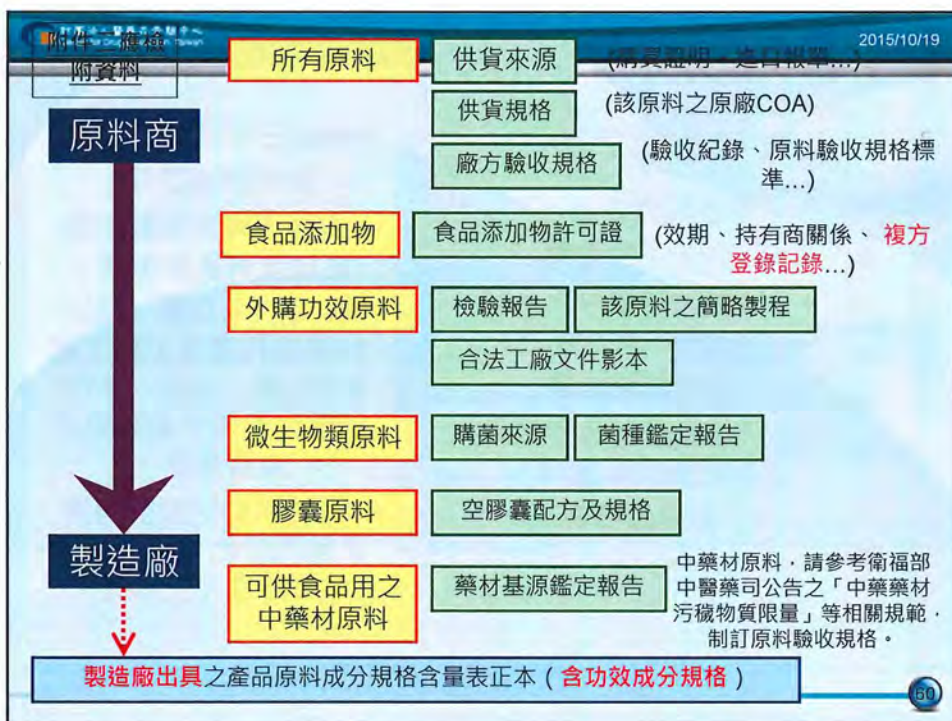 附件二應檢
附資料
2015/10/19
原料商
所有原料
供貨來源
(購買證明、進口報單…)
供貨規格
(該原料之原廠COA)
廠方驗收規格
(驗收紀錄、原料驗收規格標
準…)
食品添加物
食品添加物許可證
(效期、持有商關係、複方
登錄記錄…)
外購功效原料
檢驗報告
該原料之簡略製程
合法工廠文件影本
微生物類原料
購菌來源
菌種鑑定報告
膠囊原料
空膠囊配方及規格
製造廠
可供食品用之
中藥材原料
藥材基源鑑定報告
中藥材原料，請參考衛福部
中醫藥司公告之「中藥藥材
污穢物質限量」等相關規範，
制訂原料驗收規格。
製造廠出具之產品原料成分規格含量表正本（含功效成分規格）
60